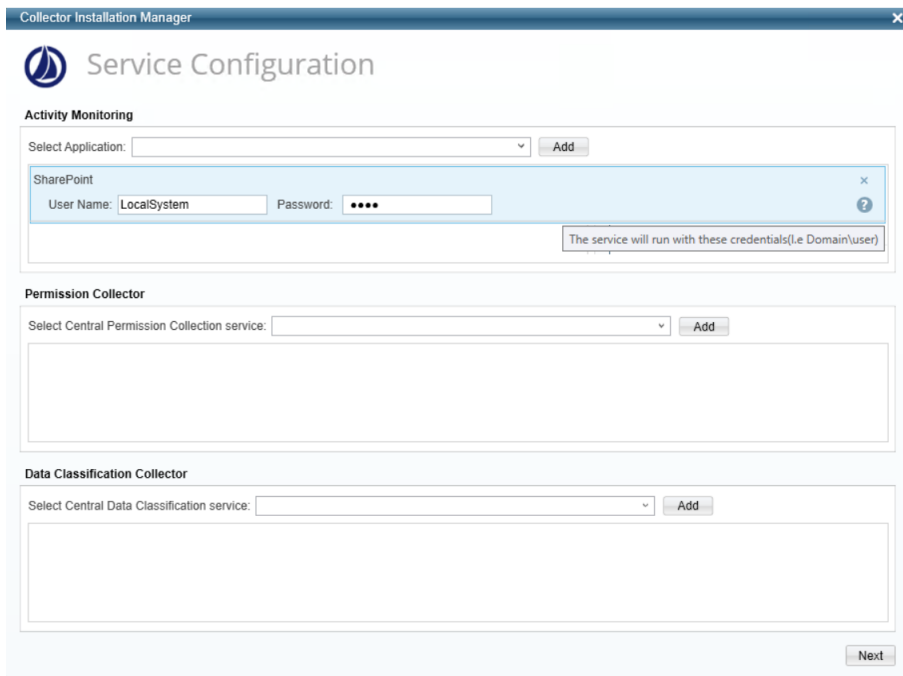 Collector Installation Manager
Service Configuration
Activity Monitoring
Select Application: Add
SharePoint
User Name: LocalSystem Password: ●●●●
The service will run with these credentials(I.e Domain\user)
Permission Collector
Select Central Permission Collection service: Add
Data Classification Collector
Select Central Data Classification service: Add
Next